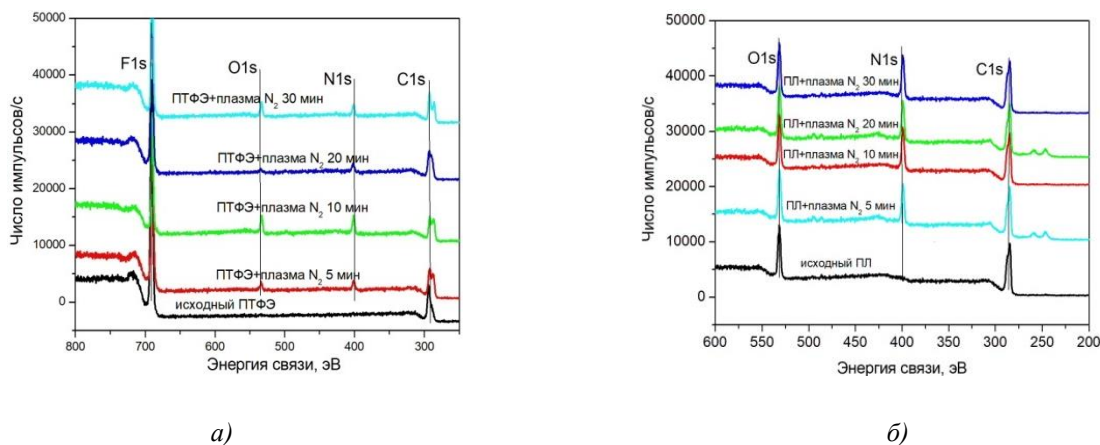 50000
40000
30000
20000
10000
0
Число импульсов/с
F1s
O1s
N1s
C1s
ПТФЭ+плазма N2 30 мин
ПТФЭ+плазма N2 20 мин
ПТФЭ+плазма N2 10 мин
ПТФЭ+плазма N2 5 мин
исходный ПТФЭ
800 700 600 500 400 300
Энергия связи, эВ
а)
50000
40000
30000
20000
10000
0
Число импульсов/с
O1s
N1s
C1s
ПЛ+плазма N2 30 мин
ПЛ+плазма N2 20 мин
ПЛ+плазма N2 10 мин
ПЛ+плазма N2 5 мин
исходный ПЛ
600 550 500 450 400 350 300 250 200
Энергия связи, эВ
б)